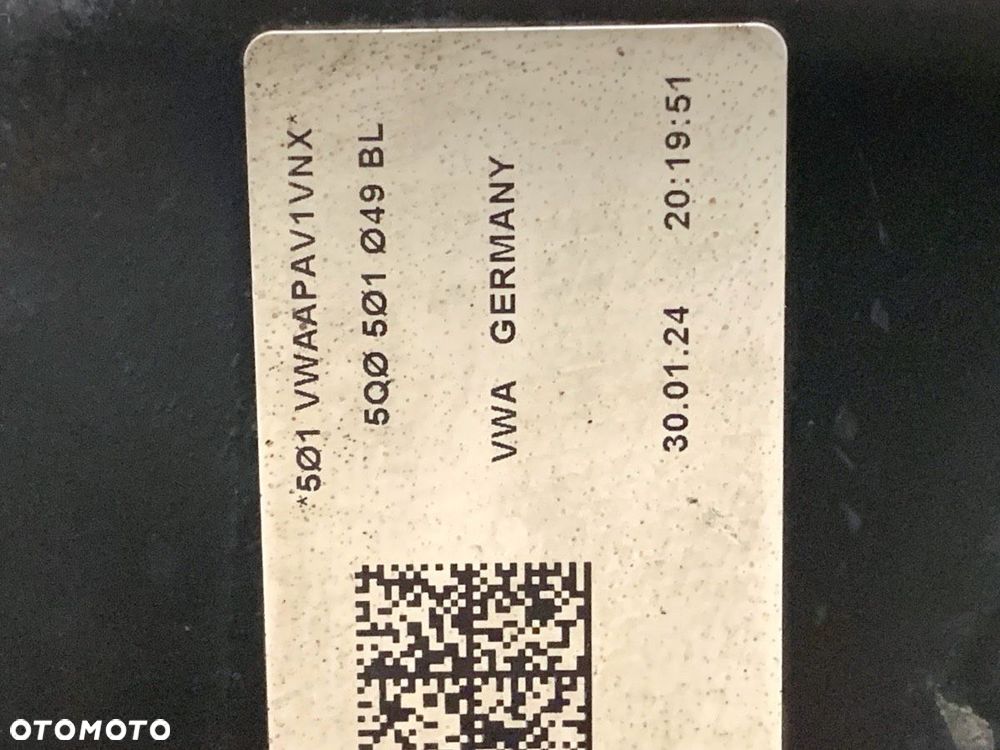 *5Ø1 VWAAPAV1VNX*
5QØ 5Ø1 Ø49 BL
VWA GERMANY
30.01.24 20:19:51
OTOMOTO